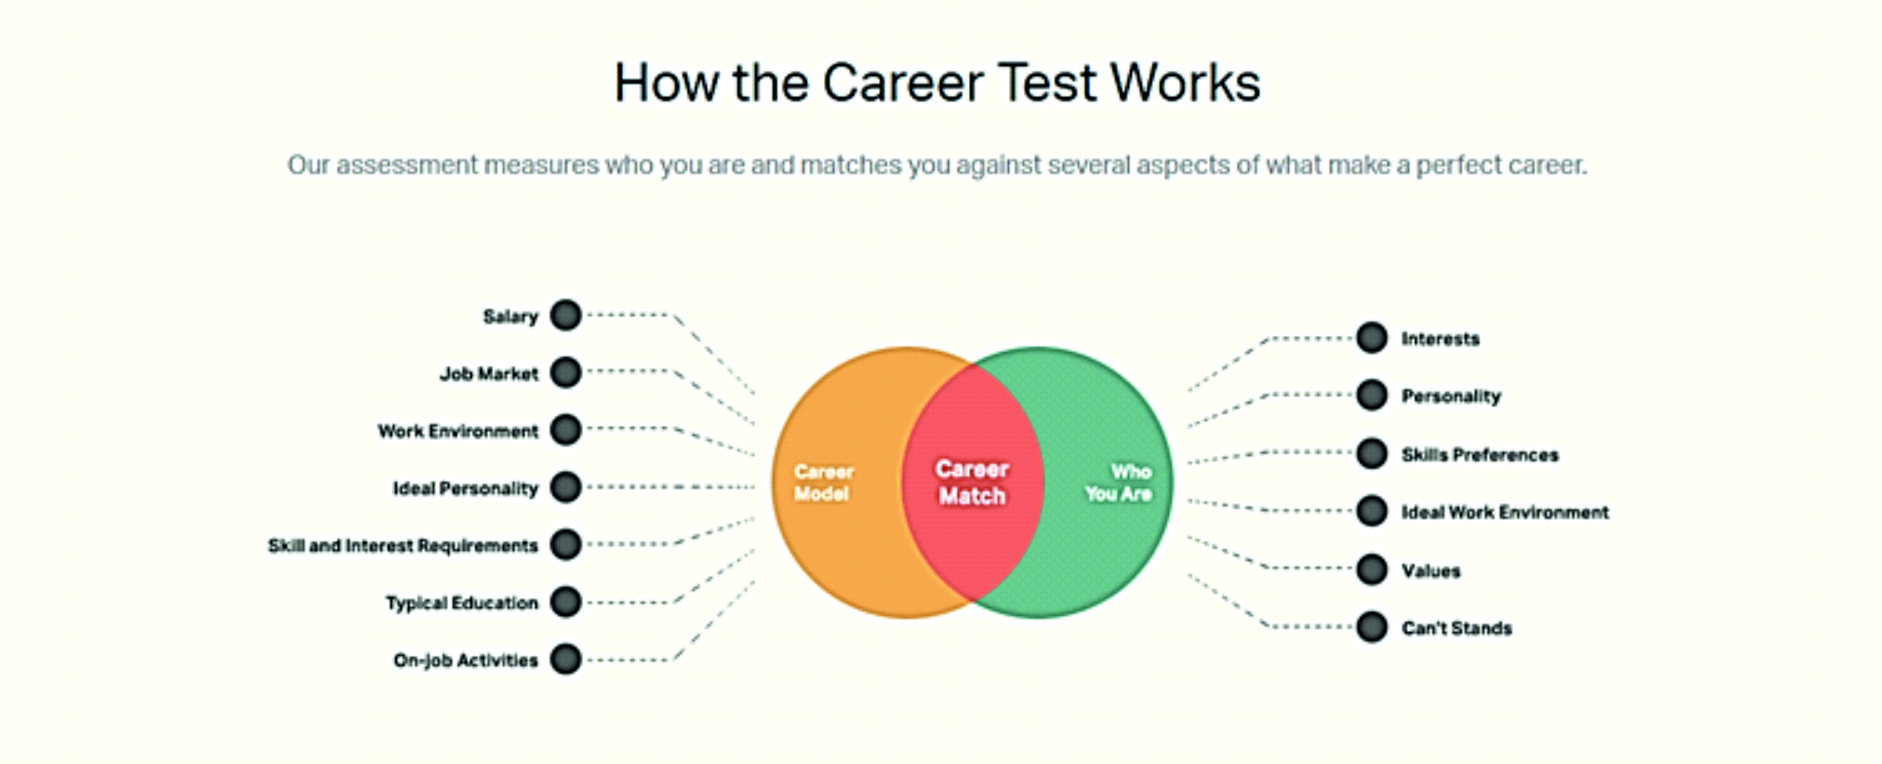 How the Career Test Works
Our assessment measures who you are and matches you against several aspects of what make a perfect career.
Salary
Job Market
Work Environment
Ideal Personality
Skill and Interest Requirements
Typical Education
On-job Activities
Career
Model
Career
Match
Who
You Are
Interests
Personality
Skills Preferences
Ideal Work Environment
Values
Can't Stands